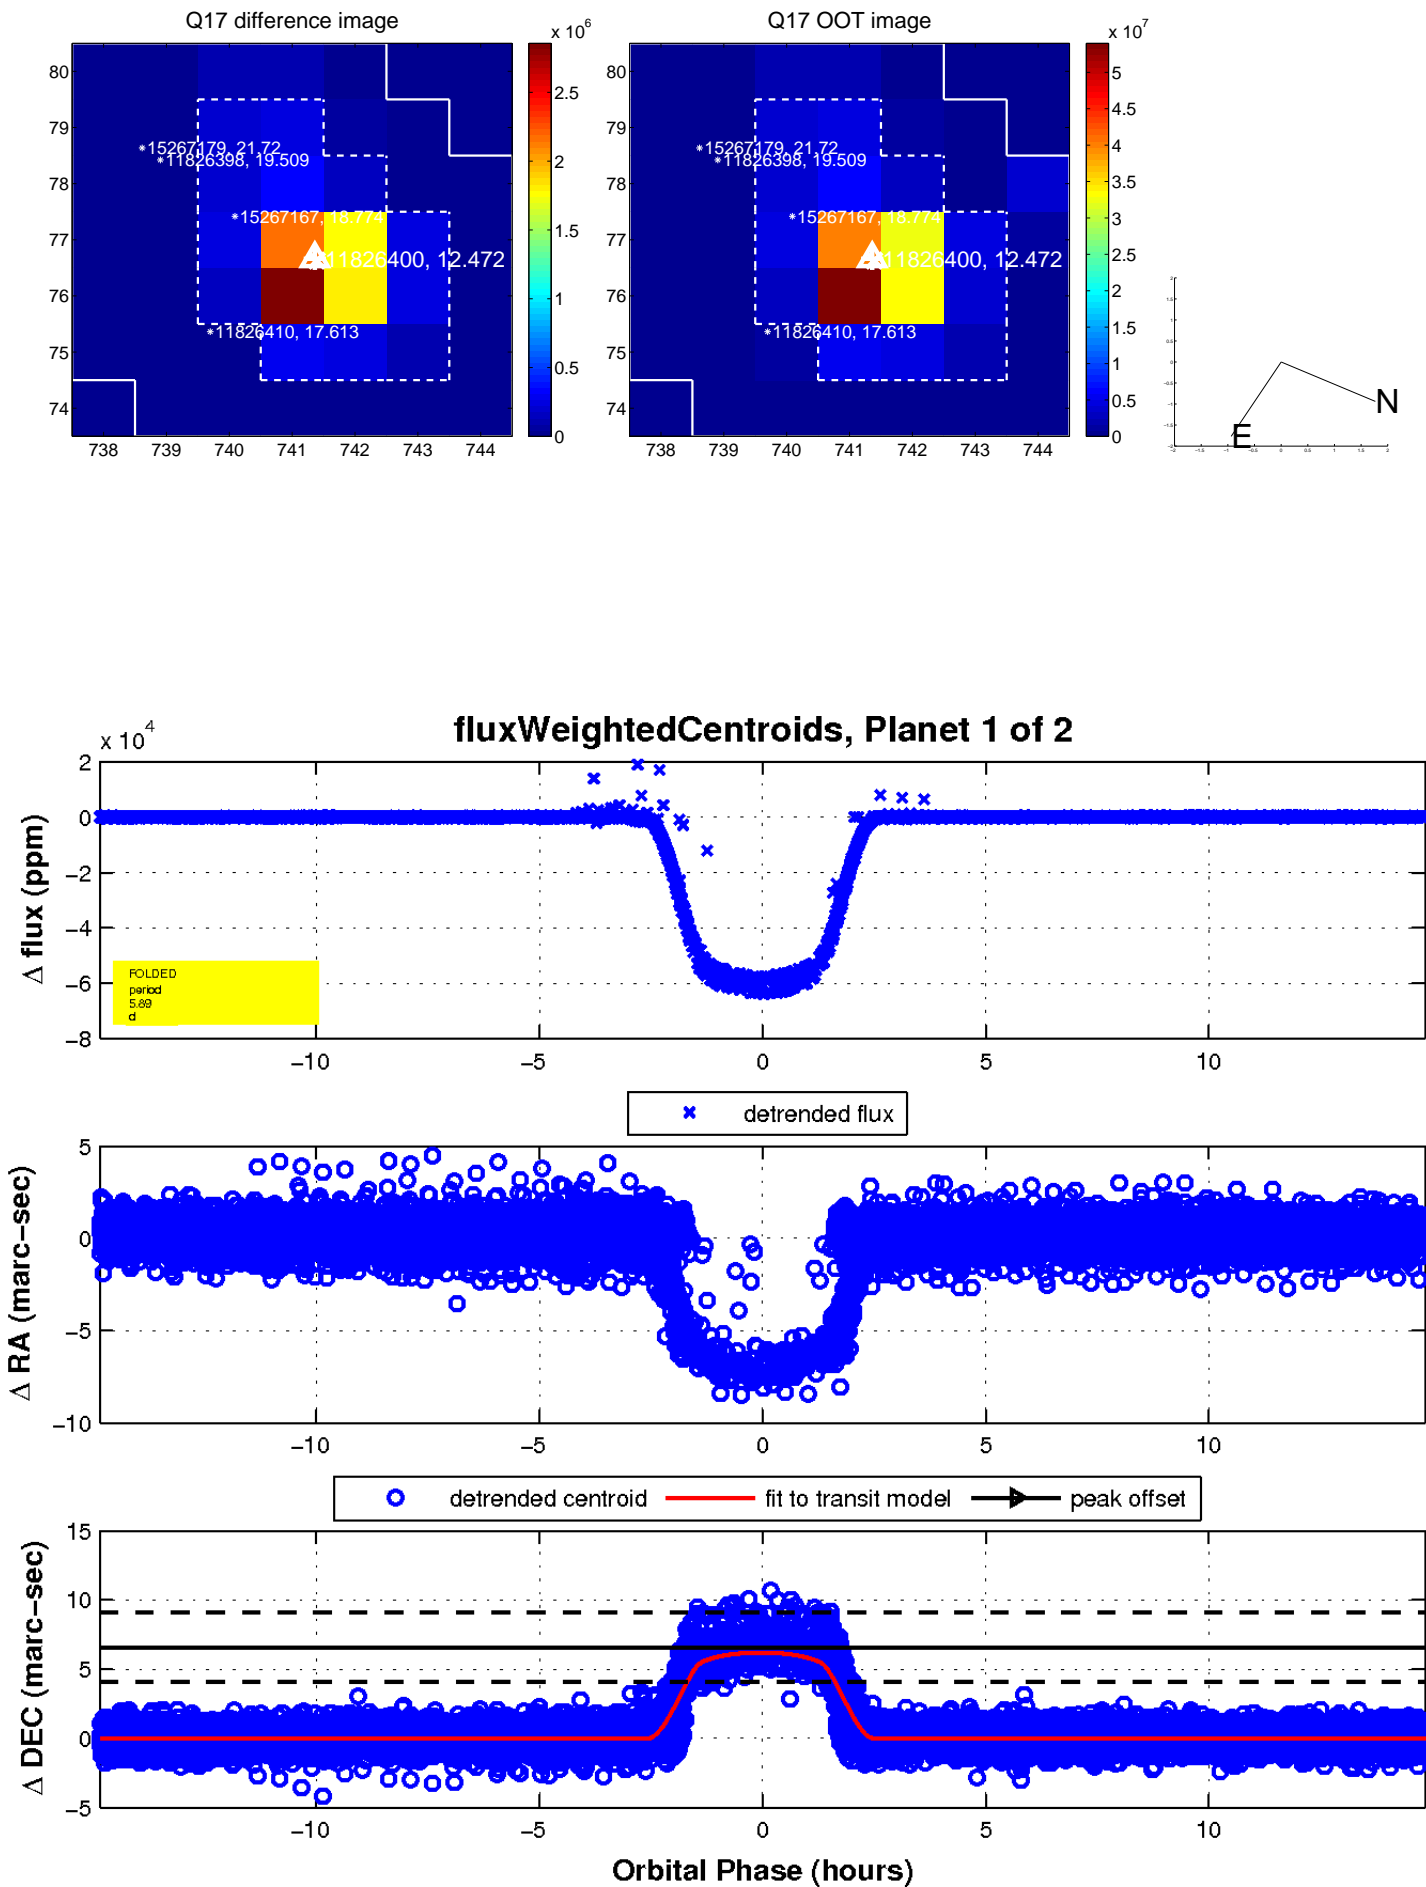 Q17 difference image
Q17 OOT image
x 10^6
x 10^7
80
79
78
77
76
75
74
738 739 740 741 742 743 744
*15267179, 21.72
*11826398, 19.509
*15267167, 18.774
11826400, 12.472
*11826410, 17.613
2.5
2
1.5
1
0.5
0
738 739 740 741 742 743 744
*15267179, 21.72
*11826398, 19.509
*15267167, 18.774
11826400, 12.472
*11826410, 17.613
5
4.5
4
3.5
3
2.5
2
1.5
1
0.5
0
N
E
fluxWeightedCentroids, Planet 1 of 2
x 10^4
Δ flux (ppm)
2
0
−2
−4
−6
−8
FOLDED
period
5.89
d
−10 −5 0 5 10
detrended flux
Δ RA (marc−sec)
5
0
−5
−10
−10 −5 0 5 10
detrended centroid fit to transit model peak offset
Δ DEC (marc−sec)
15
10
5
0
−5
−10 −5 0 5 10
Orbital Phase (hours)